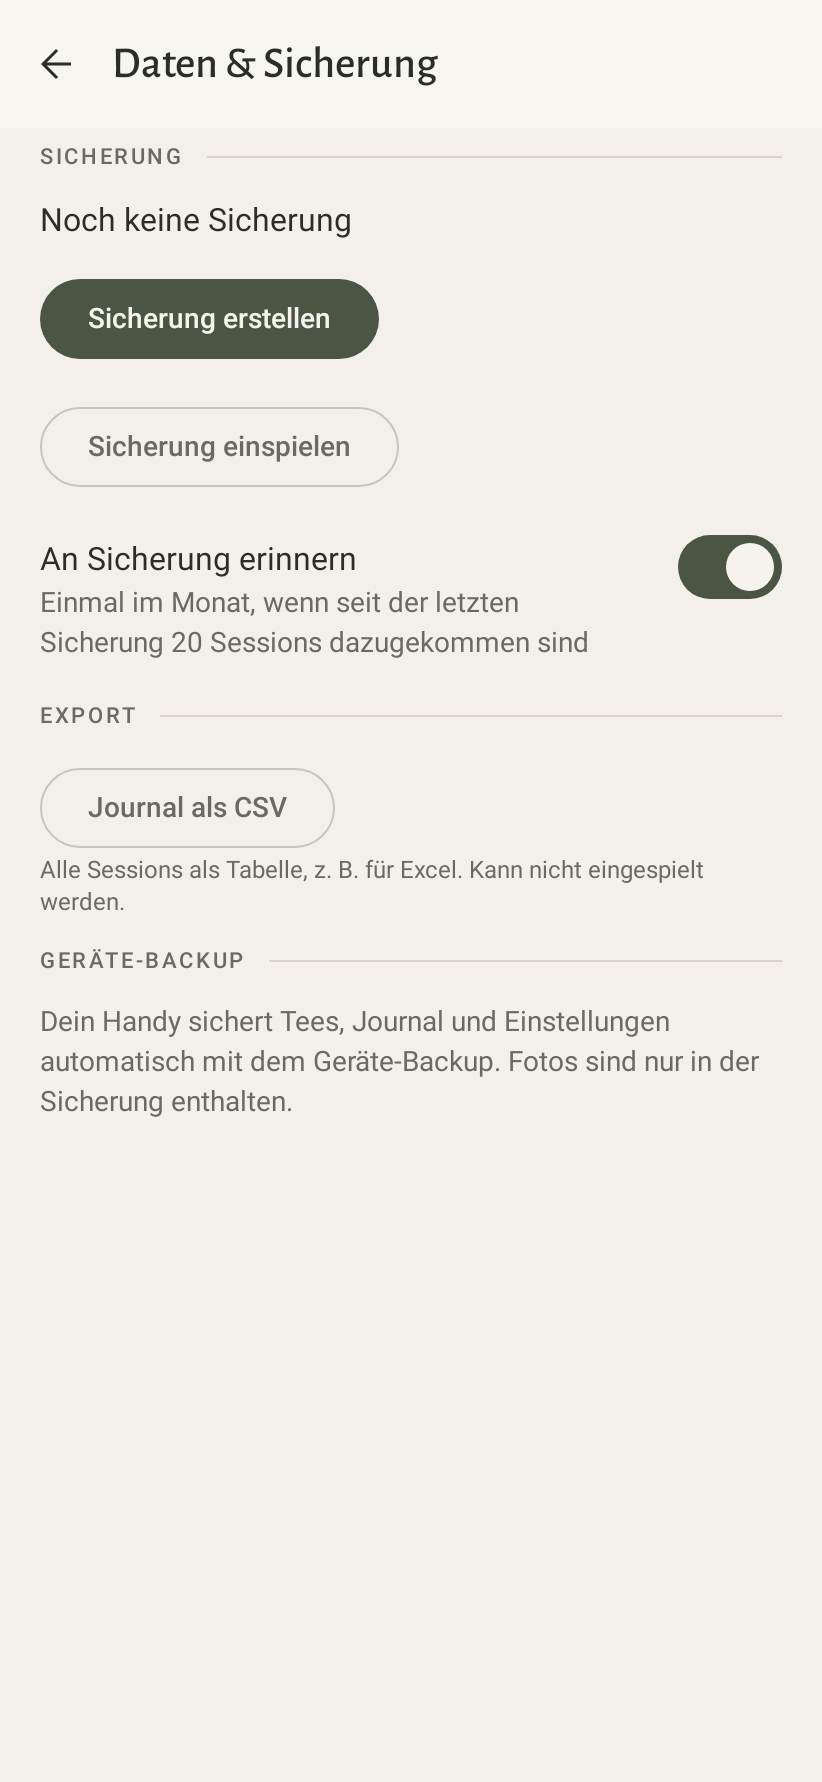 Daten & Sicherung
SICHERUNG
Noch keine Sicherung
Sicherung erstellen
Sicherung einspielen
An Sicherung erinnern
Einmal im Monat, wenn seit der letzten
Sicherung 20 Sessions dazugekommen sind
EXPORT
Journal als CSV
Alle Sessions als Tabelle, z. B. für Excel. Kann nicht eingespielt
werden.
GERÄTE-BACKUP
Dein Handy sichert Tees, Journal und Einstellungen
automatisch mit dem Geräte-Backup. Fotos sind nur in der
Sicherung enthalten.